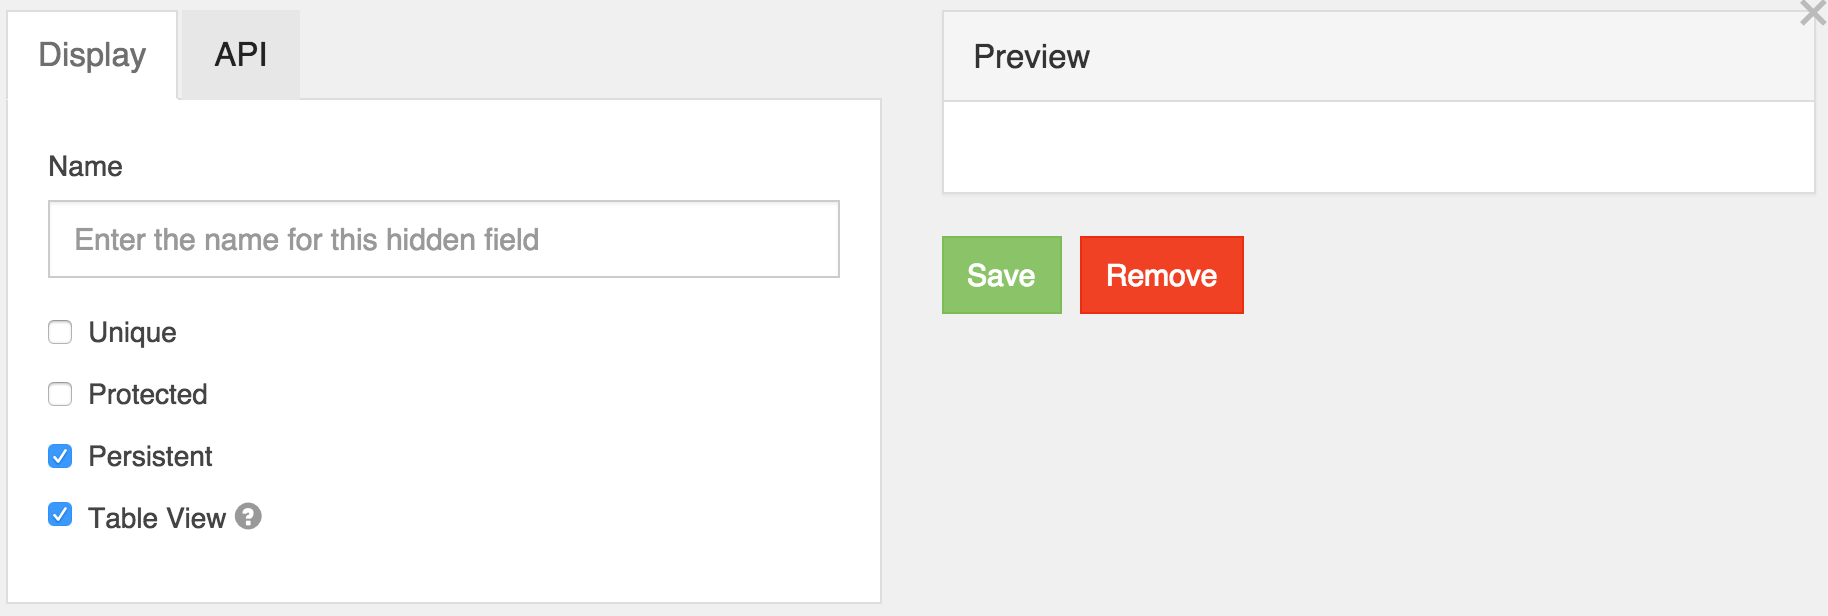 Display API
Name
Enter the name for this hidden field
Unique
Protected
Persistent
Table View ?
Preview
Save Remove